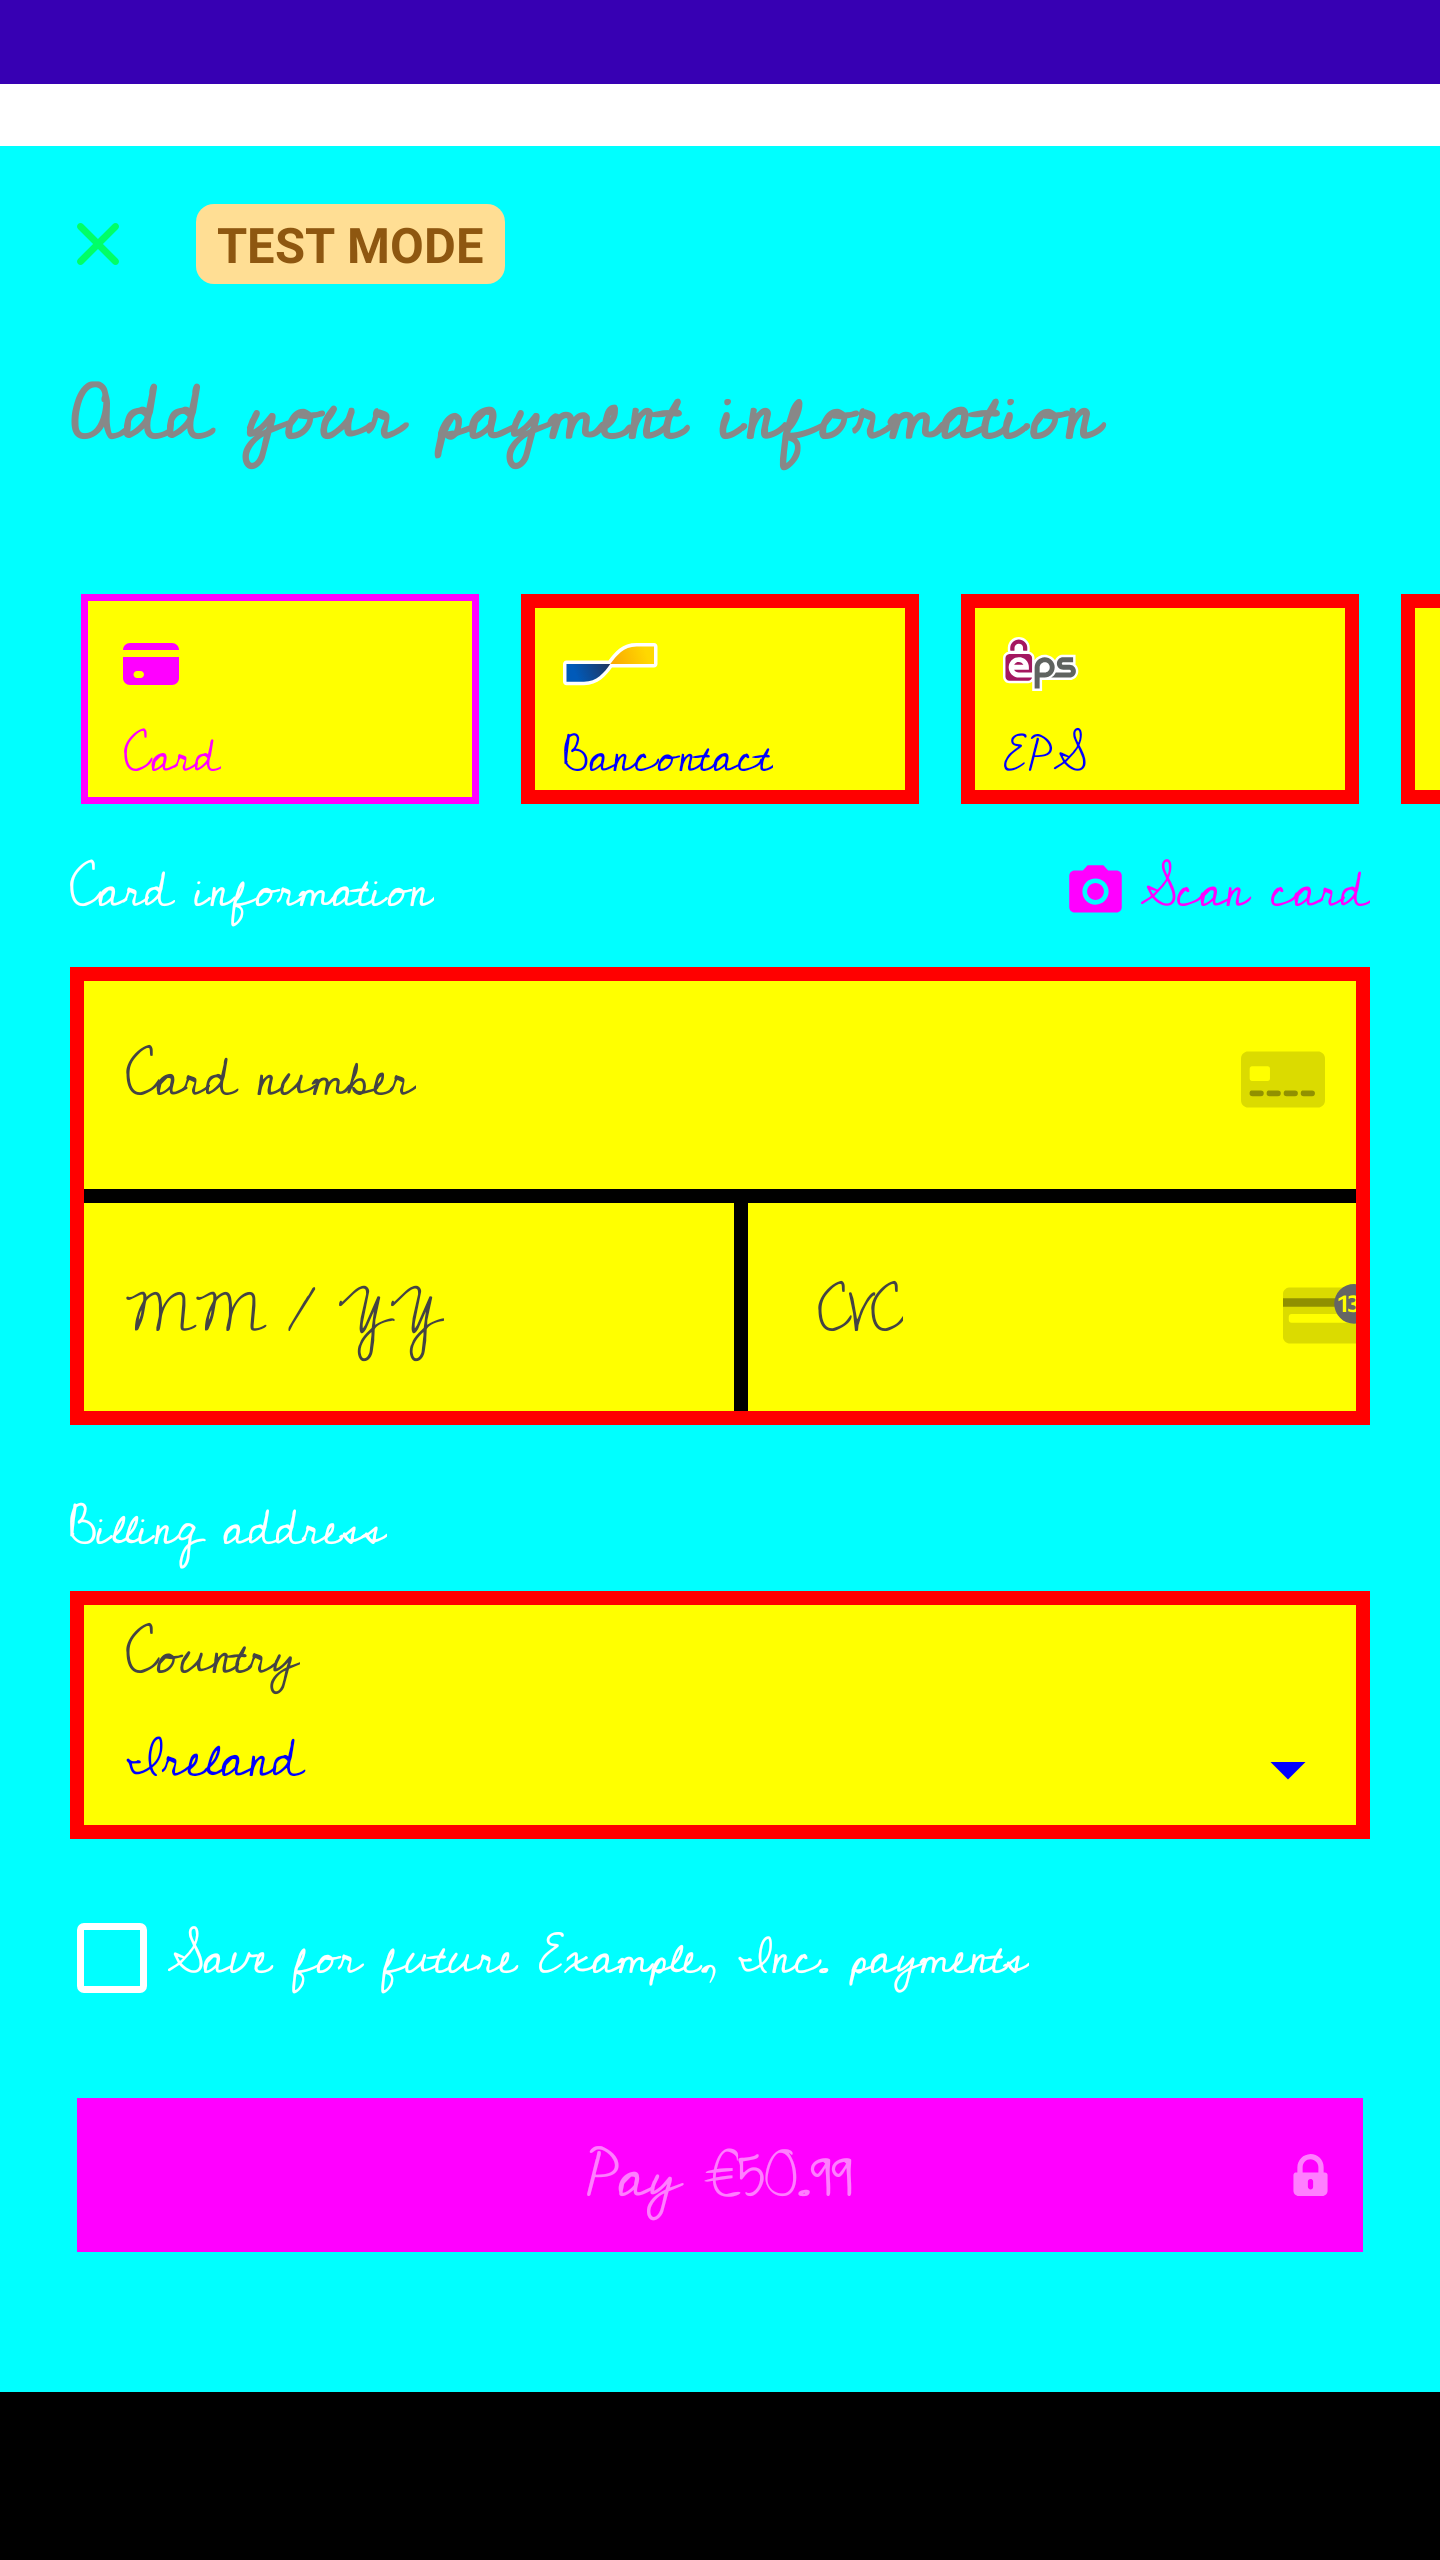 TEST MODE
Add your payment information
eps
Card
Bancontact
EPS
Card information
Scan card
Card number
MM / YY
CVC
13
Billing address
Country
Ireland
Save for future Example, Inc. payments
Pay €50.99